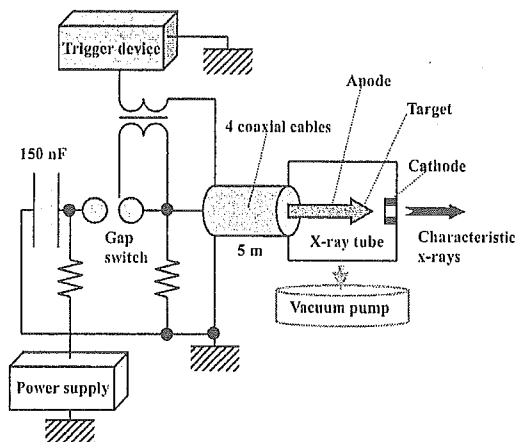 Trigger device
Anode
Target
4 coaxial cables
Cathode
150 nF
Gap
switch
5 m
X-ray tube
Characteristic
x-rays
Vacuum pump
Power supply